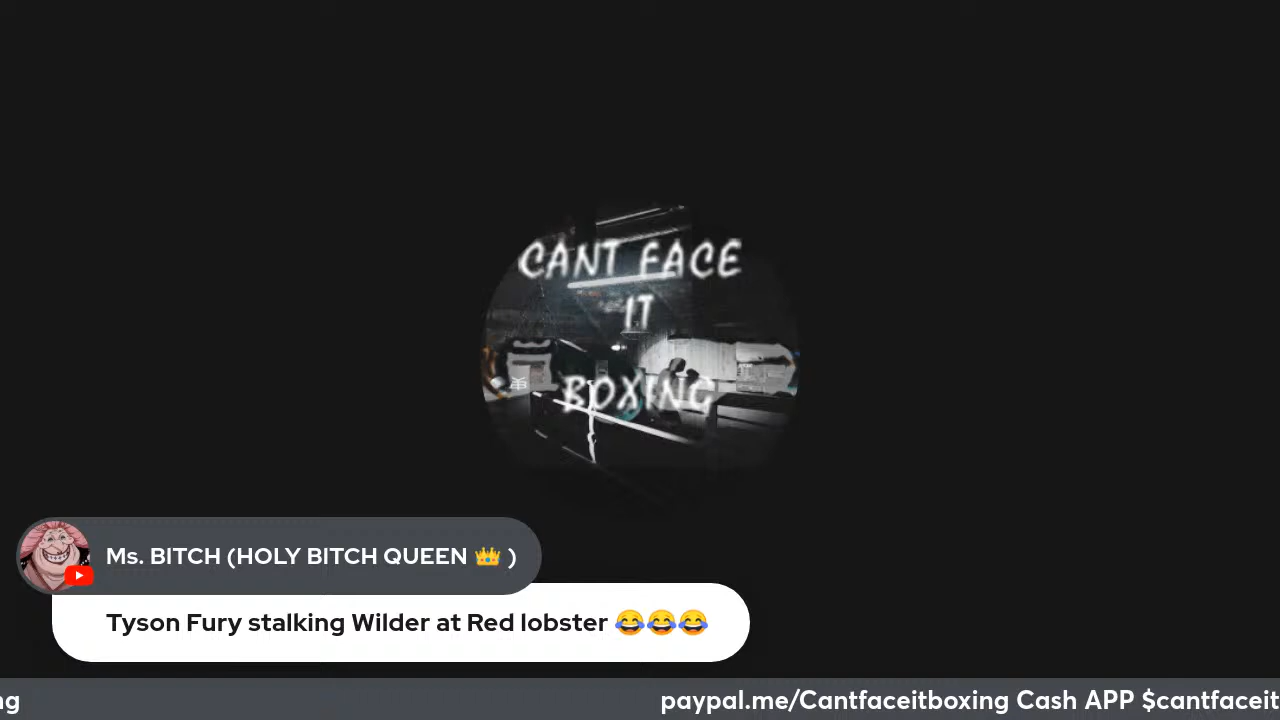 CANT FACE
IT
BOXING
Ms. BITCH (HOLY BITCH QUEEN 👑 )
Tyson Fury stalking Wilder at Red lobster 😂😂😂
ng paypal.me/Cantfaceitboxing Cash APP $cantfaceit